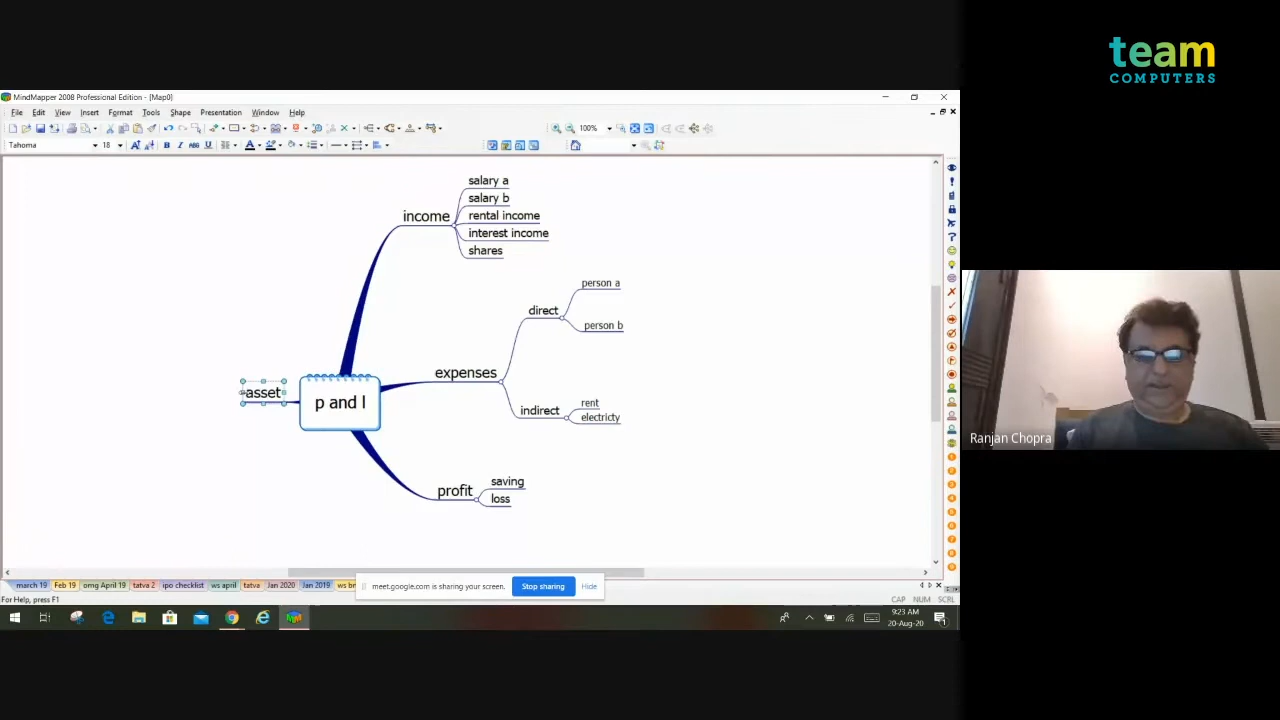 team
COMPUTERS
MindMapper 2008 Professional Edition - [Map0]
File Edit View Insert Format Tools Shape Presentation Window Help
100%
Tahoma 18
salary a
salary b
income
rental income
interest income
shares
person a
direct
person b
expenses
asset
p and l
rent
indirect
electricty
saving
profit
loss
Ranjan Chopra
march 19 Feb 19 omg April 19 tatva 2 ipo checklist ws april tatva Jan 2020 Jan 2019 ws br
meet.google.com is sharing your screen. Stop sharing Hide
For Help, press F1
CAP NUM SCRL
9:23 AM
20-Aug-20